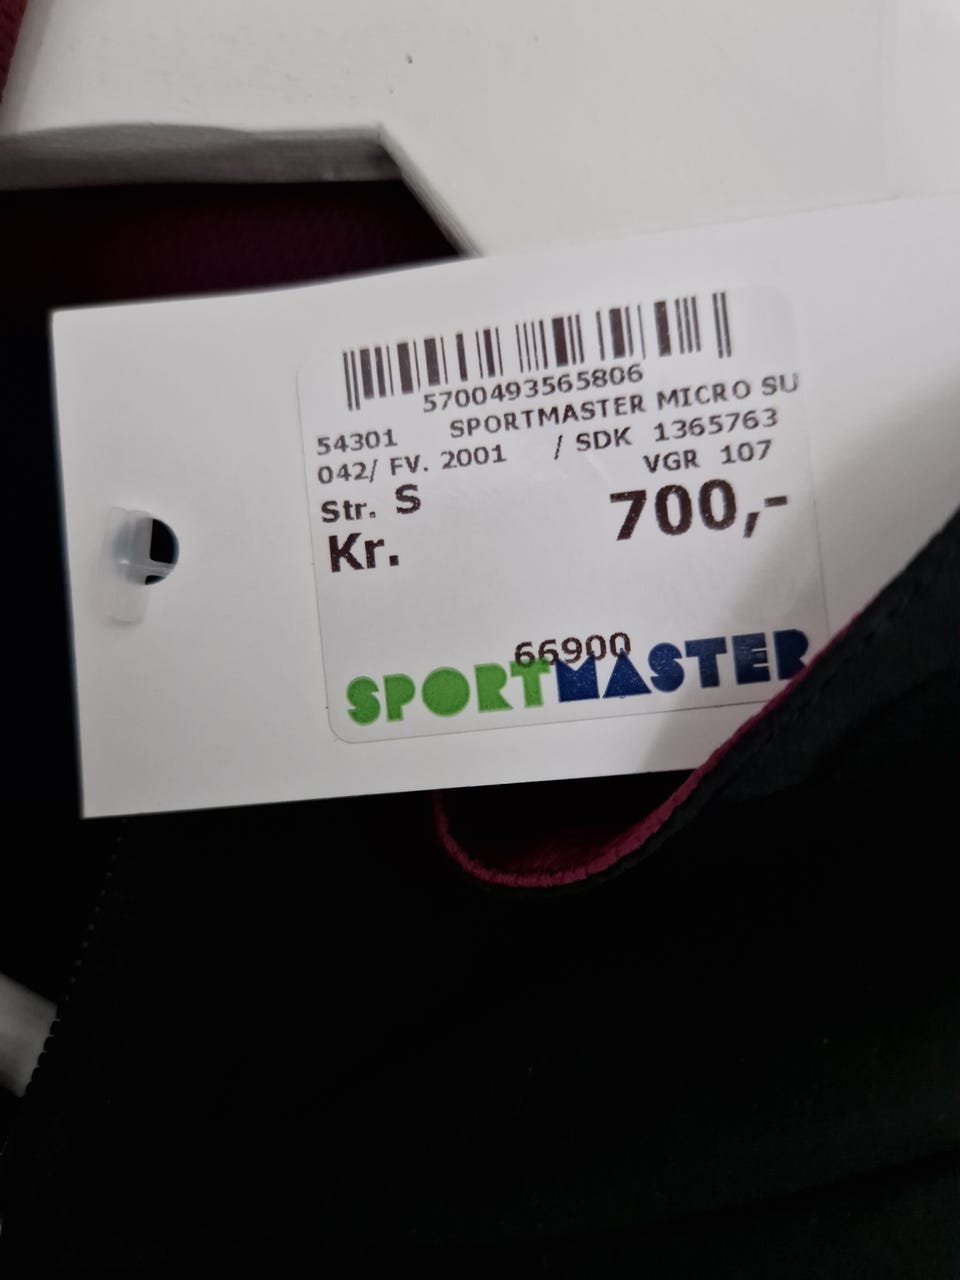 5700493565806
54301 SPORTMASTER MICRO SU
042/ FV. 2001 / SDK 1365763
VGR 107
Str. S
Kr. 700,-
66900
SPORTMASTER